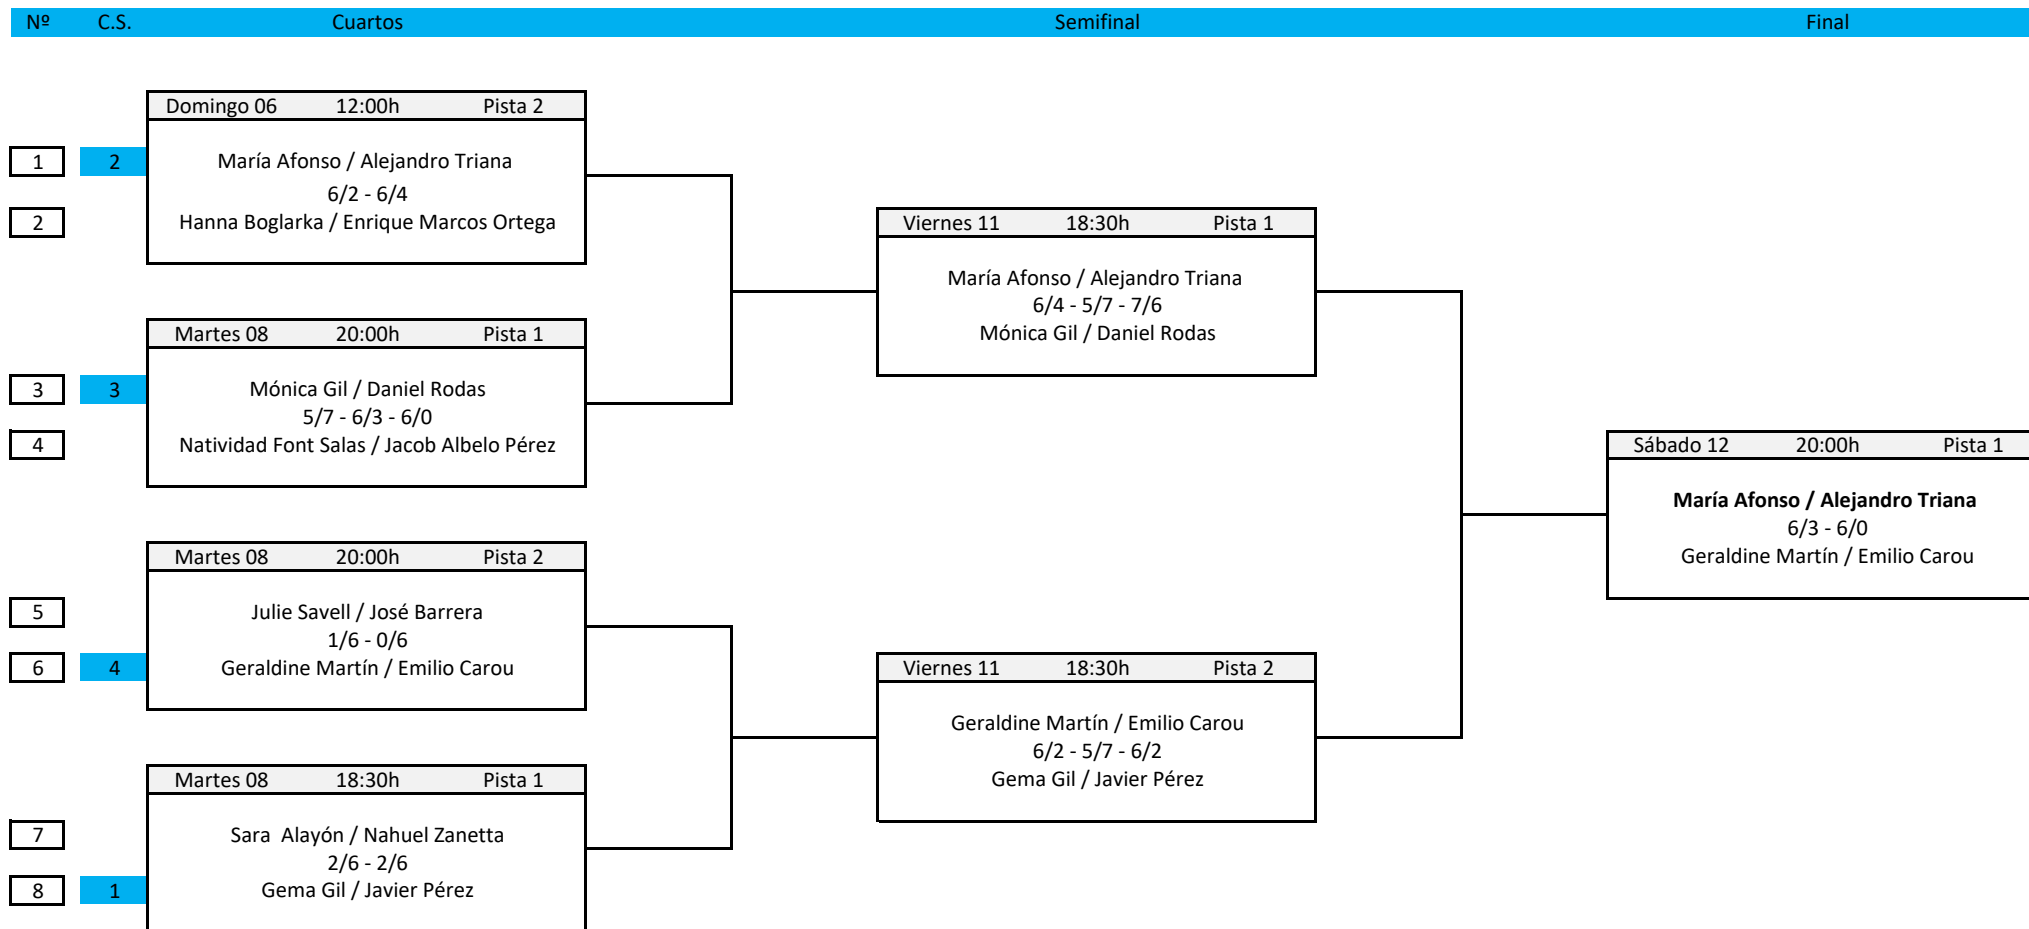 Nº C.S. Cuartos Semifinal Final
Domingo 06 12:00h Pista 2
1 2 María Afonso / Alejandro Triana
6/2 - 6/4
2 Hanna Boglarka / Enrique Marcos Ortega
Martes 08 20:00h Pista 1
3 3 Mónica Gil / Daniel Rodas
5/7 - 6/3 - 6/0
4 Natividad Font Salas / Jacob Albelo Pérez
Martes 08 20:00h Pista 2
5 Julie Savell / José Barrera
1/6 - 0/6
6 4 Geraldine Martín / Emilio Carou
Martes 08 18:30h Pista 1
7 Sara Alayón / Nahuel Zanetta
2/6 - 2/6
8 1 Gema Gil / Javier Pérez
Viernes 11 18:30h Pista 1
María Afonso / Alejandro Triana
6/4 - 5/7 - 7/6
Mónica Gil / Daniel Rodas
Viernes 11 18:30h Pista 2
Geraldine Martín / Emilio Carou
6/2 - 5/7 - 6/2
Gema Gil / Javier Pérez
Sábado 12 20:00h Pista 1
María Afonso / Alejandro Triana
6/3 - 6/0
Geraldine Martín / Emilio Carou